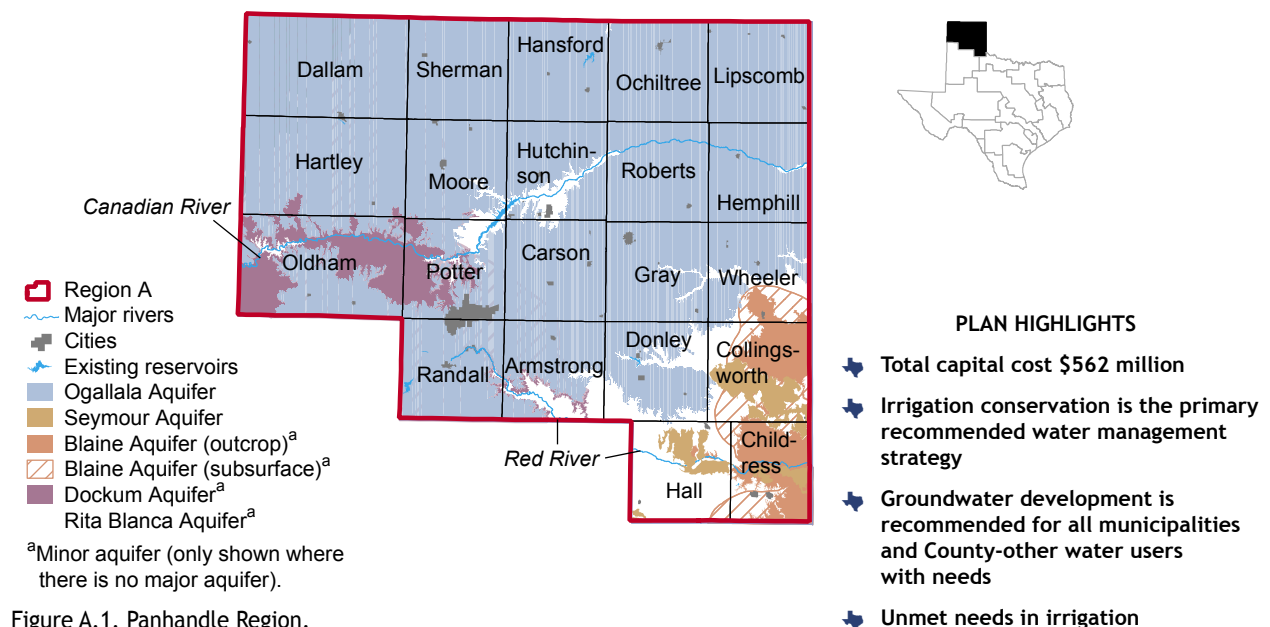 Dallam
Sherman
Hansford
Ochiltree
Lipscomb
Hartley
Moore
Hutchin-
son
Roberts
Hemphill
Canadian River
Oldham
Potter
Carson
Gray
Wheeler
Randall
Armstrong
Donley
Collings-
worth
Red River
Hall
Child-
ress
Region A
Major rivers
Cities
Existing reservoirs
Ogallala Aquifer
Seymour Aquifer
Blaine Aquifer (outcrop)a
Blaine Aquifer (subsurface)a
Dockum Aquifera
Rita Blanca Aquifera
aMinor aquifer (only shown where
there is no major aquifer).
Figure A.1. Panhandle Region.
PLAN HIGHLIGHTS
Total capital cost $562 million
Irrigation conservation is the primary
recommended water management
strategy
Groundwater development is
recommended for all municipalities
and County-other water users
with needs
Unmet needs in irrigation